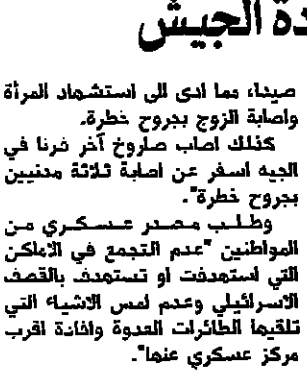 دة الجيش
صيدا، مما ادى الى استشهاد المرأة
واصابة الزوج بجروح خطرة.
كذلك اصاب صاروخ آخر فرنا في
الجيه اسفر عن اصابة ثلاثة مدنيين
بجروح خطرة".
وطلب مصدر عسكري من
المواطنين "عدم التجمع في الاماكن
التي استهدفت او تستهدف بالقصف
الاسرائيلي وعدم لمس الاشياء التي
تلقيها الطائرات العدوة وافادة اقرب
مركز عسكري عنها".